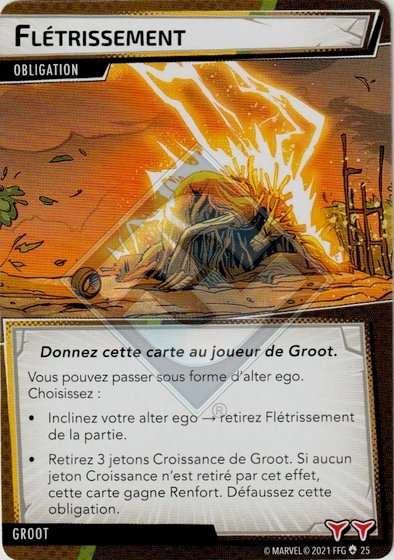 FLÉTRISSEMENT
OBLIGATION
Donnez cette carte au joueur de Groot.
Vous pouvez passer sous forme d'alter ego.
Choisissez :
• Inclinez votre alter ego → retirez Flétrissement
de la partie.
• Retirez 3 jetons Croissance de Groot. Si aucun
jeton Croissance n'est retiré par cet effet,
cette carte gagne Renfort. Défaussez cette
obligation.
GROOT
© MARVEL © 2021 FFG 25